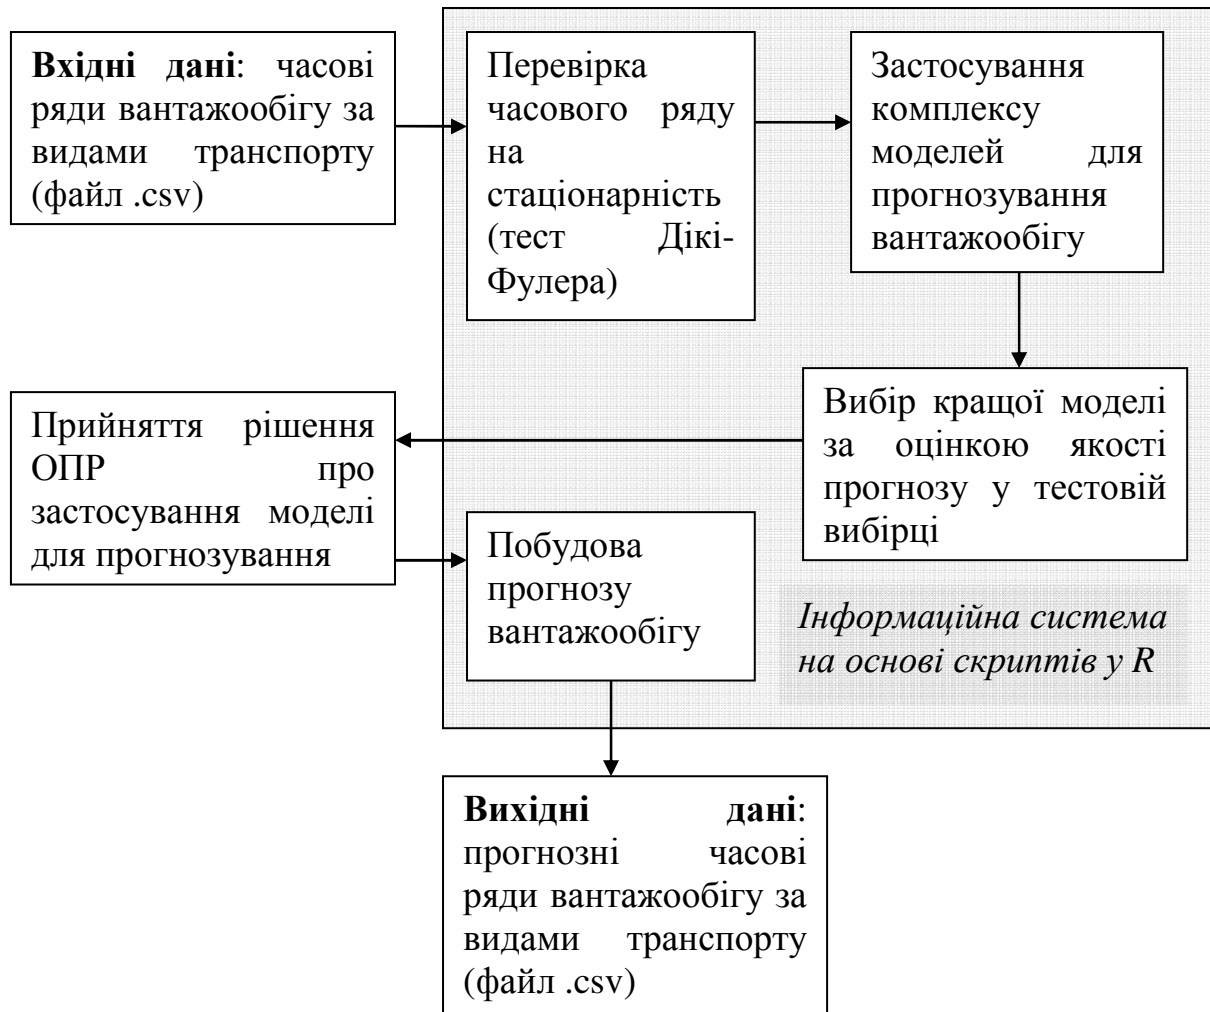 Вхідні дані: часові
ряди вантажообігу за
видами транспорту
(файл .csv)
Перевірка
часового ряду
на
стаціонарність
(тест Дікі-
Фулера)
Застосування
комплексу
моделей для
прогнозування
вантажообігу
Вибір кращої моделі
за оцінкою якості
прогнозу у тестовій
вибірці
Прийняття рішення
ОПР про
застосування моделі
для прогнозування
Побудова
прогнозу
вантажообігу
Інформаційна система
на основі скриптів у R
Вихідні дані:
прогнозні часові
ряди вантажообігу за
видами транспорту
(файл .csv)